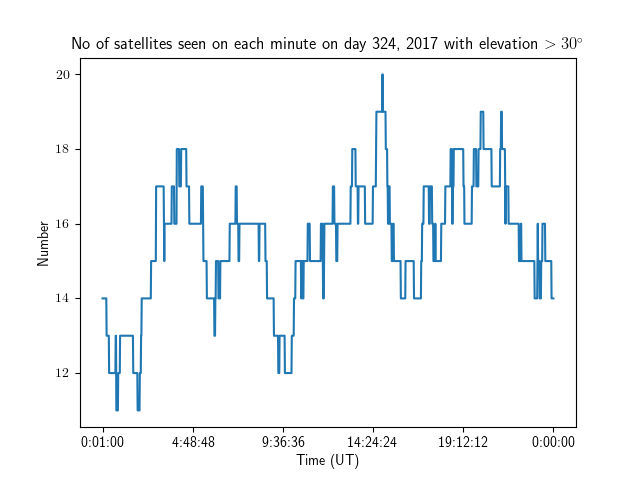 No of satellites seen on each minute on day 324, 2017 with elevation > 30°
20
18
16
14
12
Number
0:01:00 4:48:48 9:36:36 14:24:24 19:12:12 0:00:00
Time (UT)